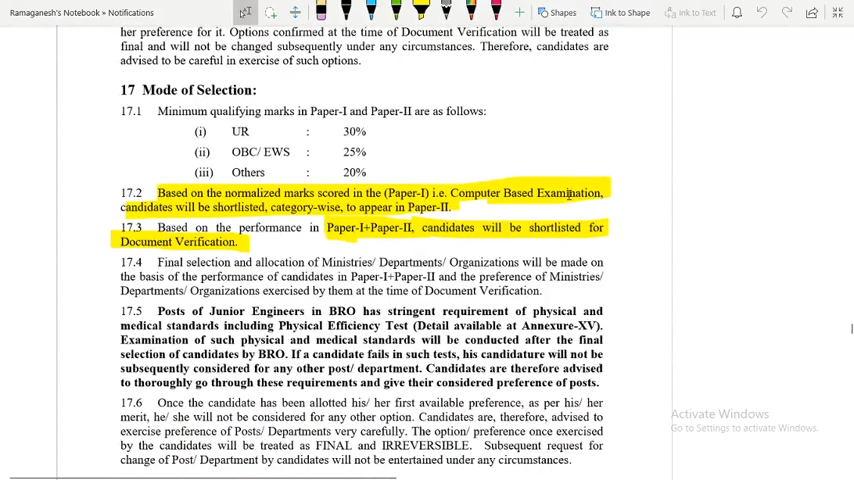 Ramaganesh's Notebook » Notifications
Shapes
Ink to Shape
Ink to Text
her preference for it. Options confirmed at the time of Document Verification will be treated as
final and will not be changed subsequently under any circumstances. Therefore, candidates are
advised to be careful in exercise of such options.
17 Mode of Selection:
17.1 Minimum qualifying marks in Paper-I and Paper-II are as follows:
(i) UR : 30%
(ii) OBC/ EWS : 25%
(iii) Others : 20%
17.2 Based on the normalized marks scored in the (Paper-I) i.e. Computer Based Examination,
candidates will be shortlisted, category-wise, to appear in Paper-II.
17.3 Based on the performance in Paper-I+Paper-II, candidates will be shortlisted for
Document Verification.
17.4 Final selection and allocation of Ministries/ Departments/ Organizations will be made on
the basis of the performance of candidates in Paper-I+Paper-II and the preference of Ministries/
Departments/ Organizations exercised by them at the time of Document Verification.
17.5 Posts of Junior Engineers in BRO has stringent requirement of physical and
medical standards including Physical Efficiency Test (Detail available at Annexure-XV).
Examination of such physical and medical standards will be conducted after the final
selection of candidates by BRO. If a candidate fails in such tests, his candidature will not be
subsequently considered for any other post/ department. Candidates are therefore advised
to thoroughly go through these requirements and give their considered preference of posts.
17.6 Once the candidate has been allotted his/ her first available preference, as per his/ her
merit, he/ she will not be considered for any other option. Candidates are, therefore, advised to
exercise preference of Posts/ Departments very carefully. The option/ preference once exercised
by the candidates will be treated as FINAL and IRREVERSIBLE. Subsequent request for
change of Post/ Department by candidates will not be entertained under any circumstances.
Activate Windows
Go to Settings to activate Windows.